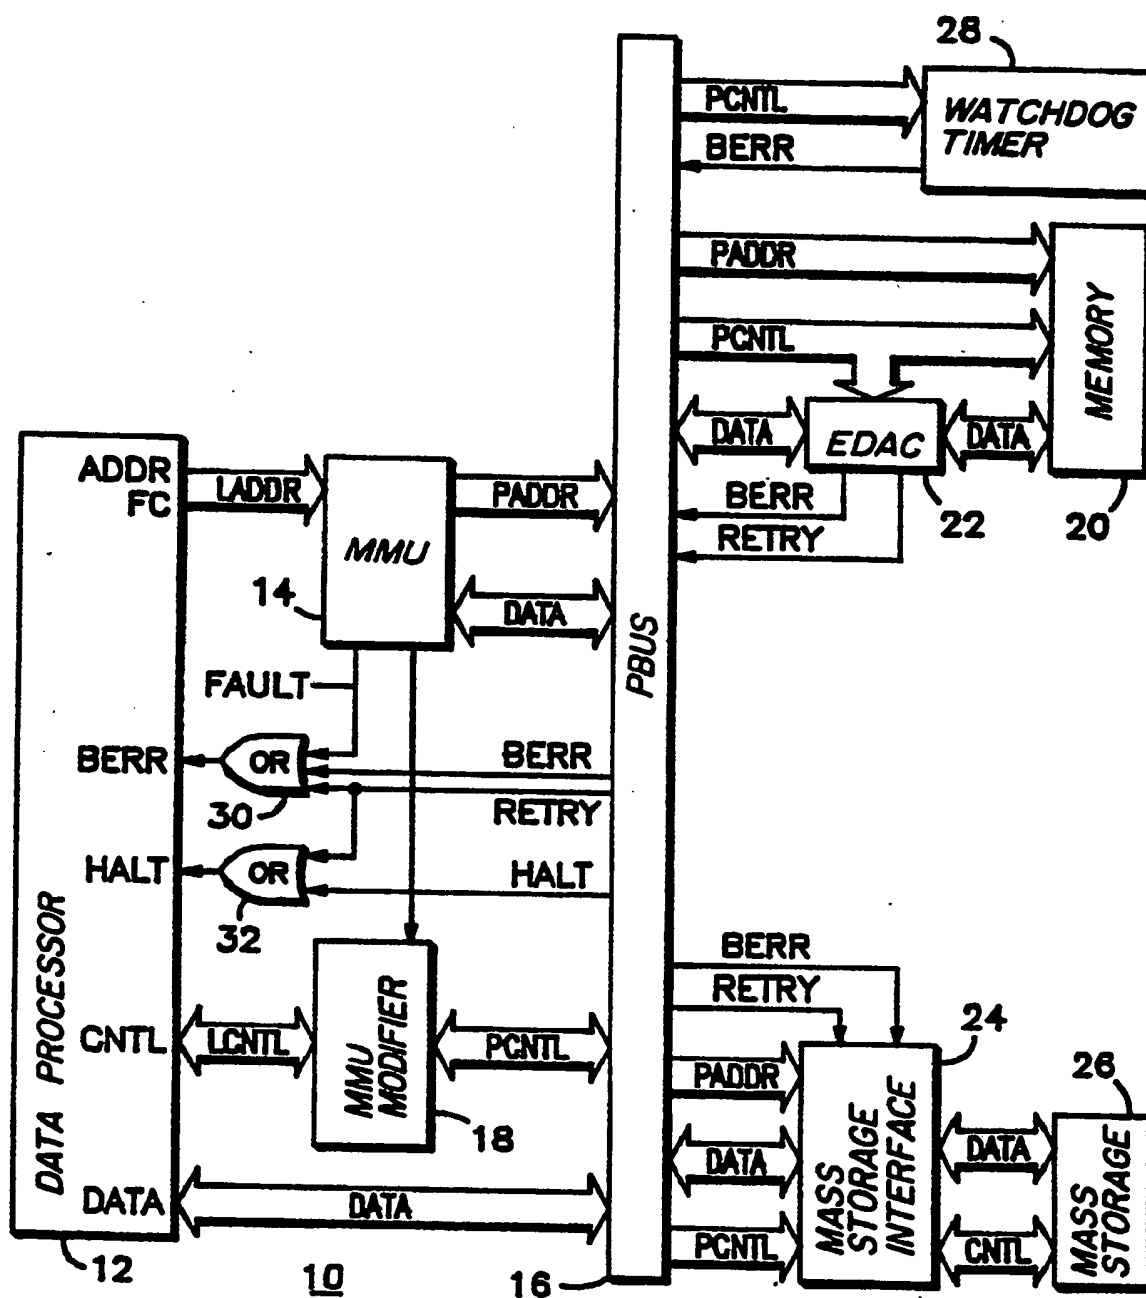 28
WATCHDOG
TIMER
PCNTL
BERR
PADDR
PCNTL
MEMORY
20
DATA
EDAC
DATA
22
BERR
RETRY
ADDR
FC
LADDR
MMU
14
PADDR
DATA
PBUS
FAULT
BERR
OR
30
BERR
RETRY
HALT
OR
32
HALT
DATA PROCESSOR
CNTL
LCNTL
MMU
MODIFIER
18
PCNTL
DATA
DATA
12
10
16
BERR
RETRY
24
PADDR
DATA
PCNTL
MASS
STORAGE
INTERFACE
DATA
CNTL
26
MASS
STORAGE